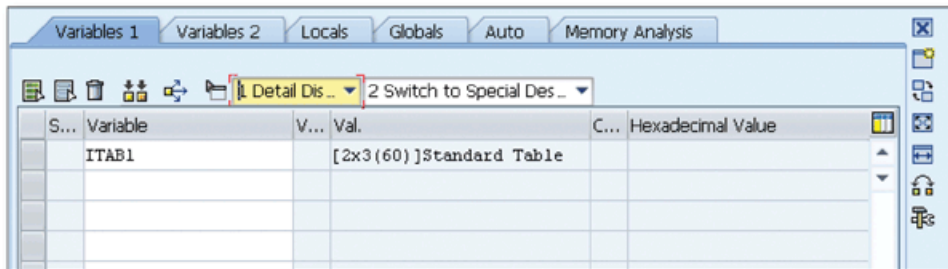 Variables 1 Variables 2 Locals Globals Auto Memory Analysis
1 Detail Dis... 2 Switch to Special Des...
S... Variable V... Val. C... Hexadecimal Value
ITAB1 [2x3(60)]Standard Table